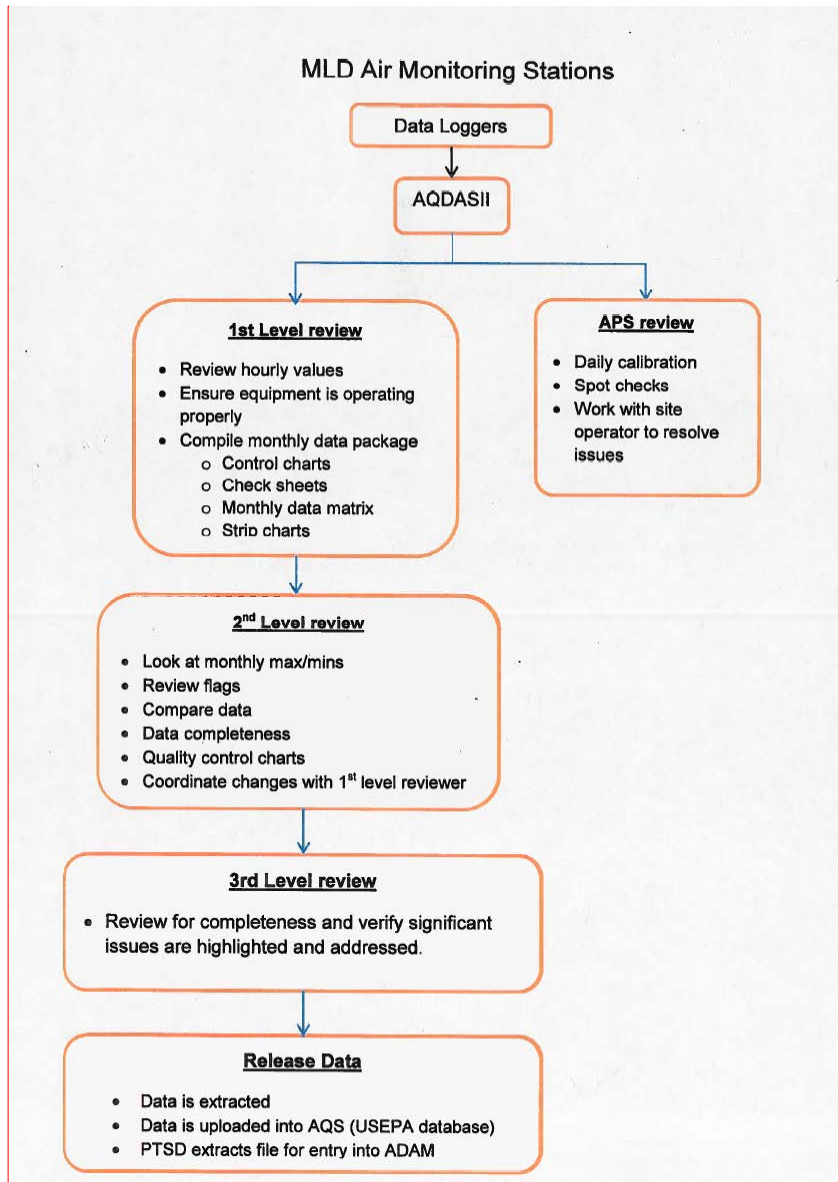 MLD Air Monitoring Stations
Data Loggers
AQDASII
1st Level review
• Review hourly values
• Ensure equipment is operating
properly
• Compile monthly data package
o Control charts
o Check sheets
o Monthly data matrix
o Strip charts
APS review
• Daily calibration
• Spot checks
• Work with site
operator to resolve
issues
2nd Level review
• Look at monthly max/mins
• Review flags
• Compare data
• Data completeness
• Quality control charts
• Coordinate changes with 1st level reviewer
3rd Level review
• Review for completeness and verify significant
issues are highlighted and addressed.
Release Data
• Data is extracted
• Data is uploaded into AQS (USEPA database)
• PTSD extracts file for entry into ADAM